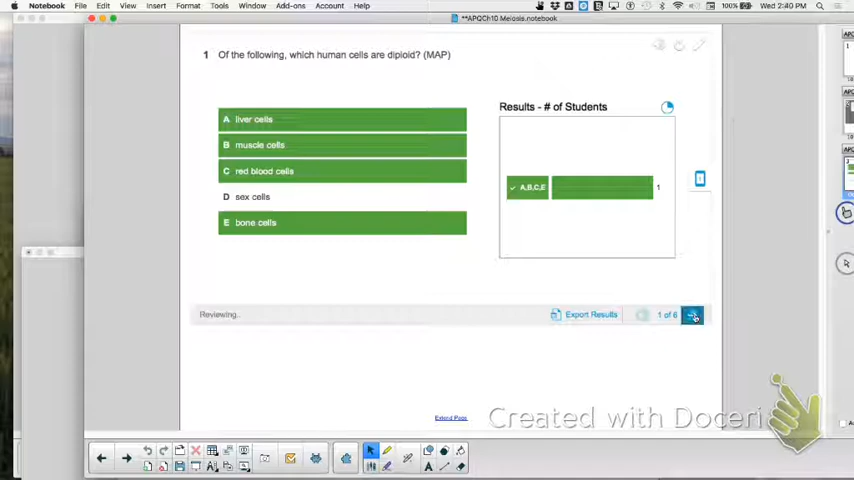 Notebook File Edit View Insert Format Tools Window Add-ons Account Help 100% Wed 2:40 PM
**APQCh10 Meiosis.notebook
1 Of the following, which human cells are diploid? (MAP)
A liver cells
B muscle cells
C red blood cells
D sex cells
E bone cells
Results - # of Students
A,B,C,E
1
Reviewing..
Export Results
1 of 6
Extend Page
Created with Doceri